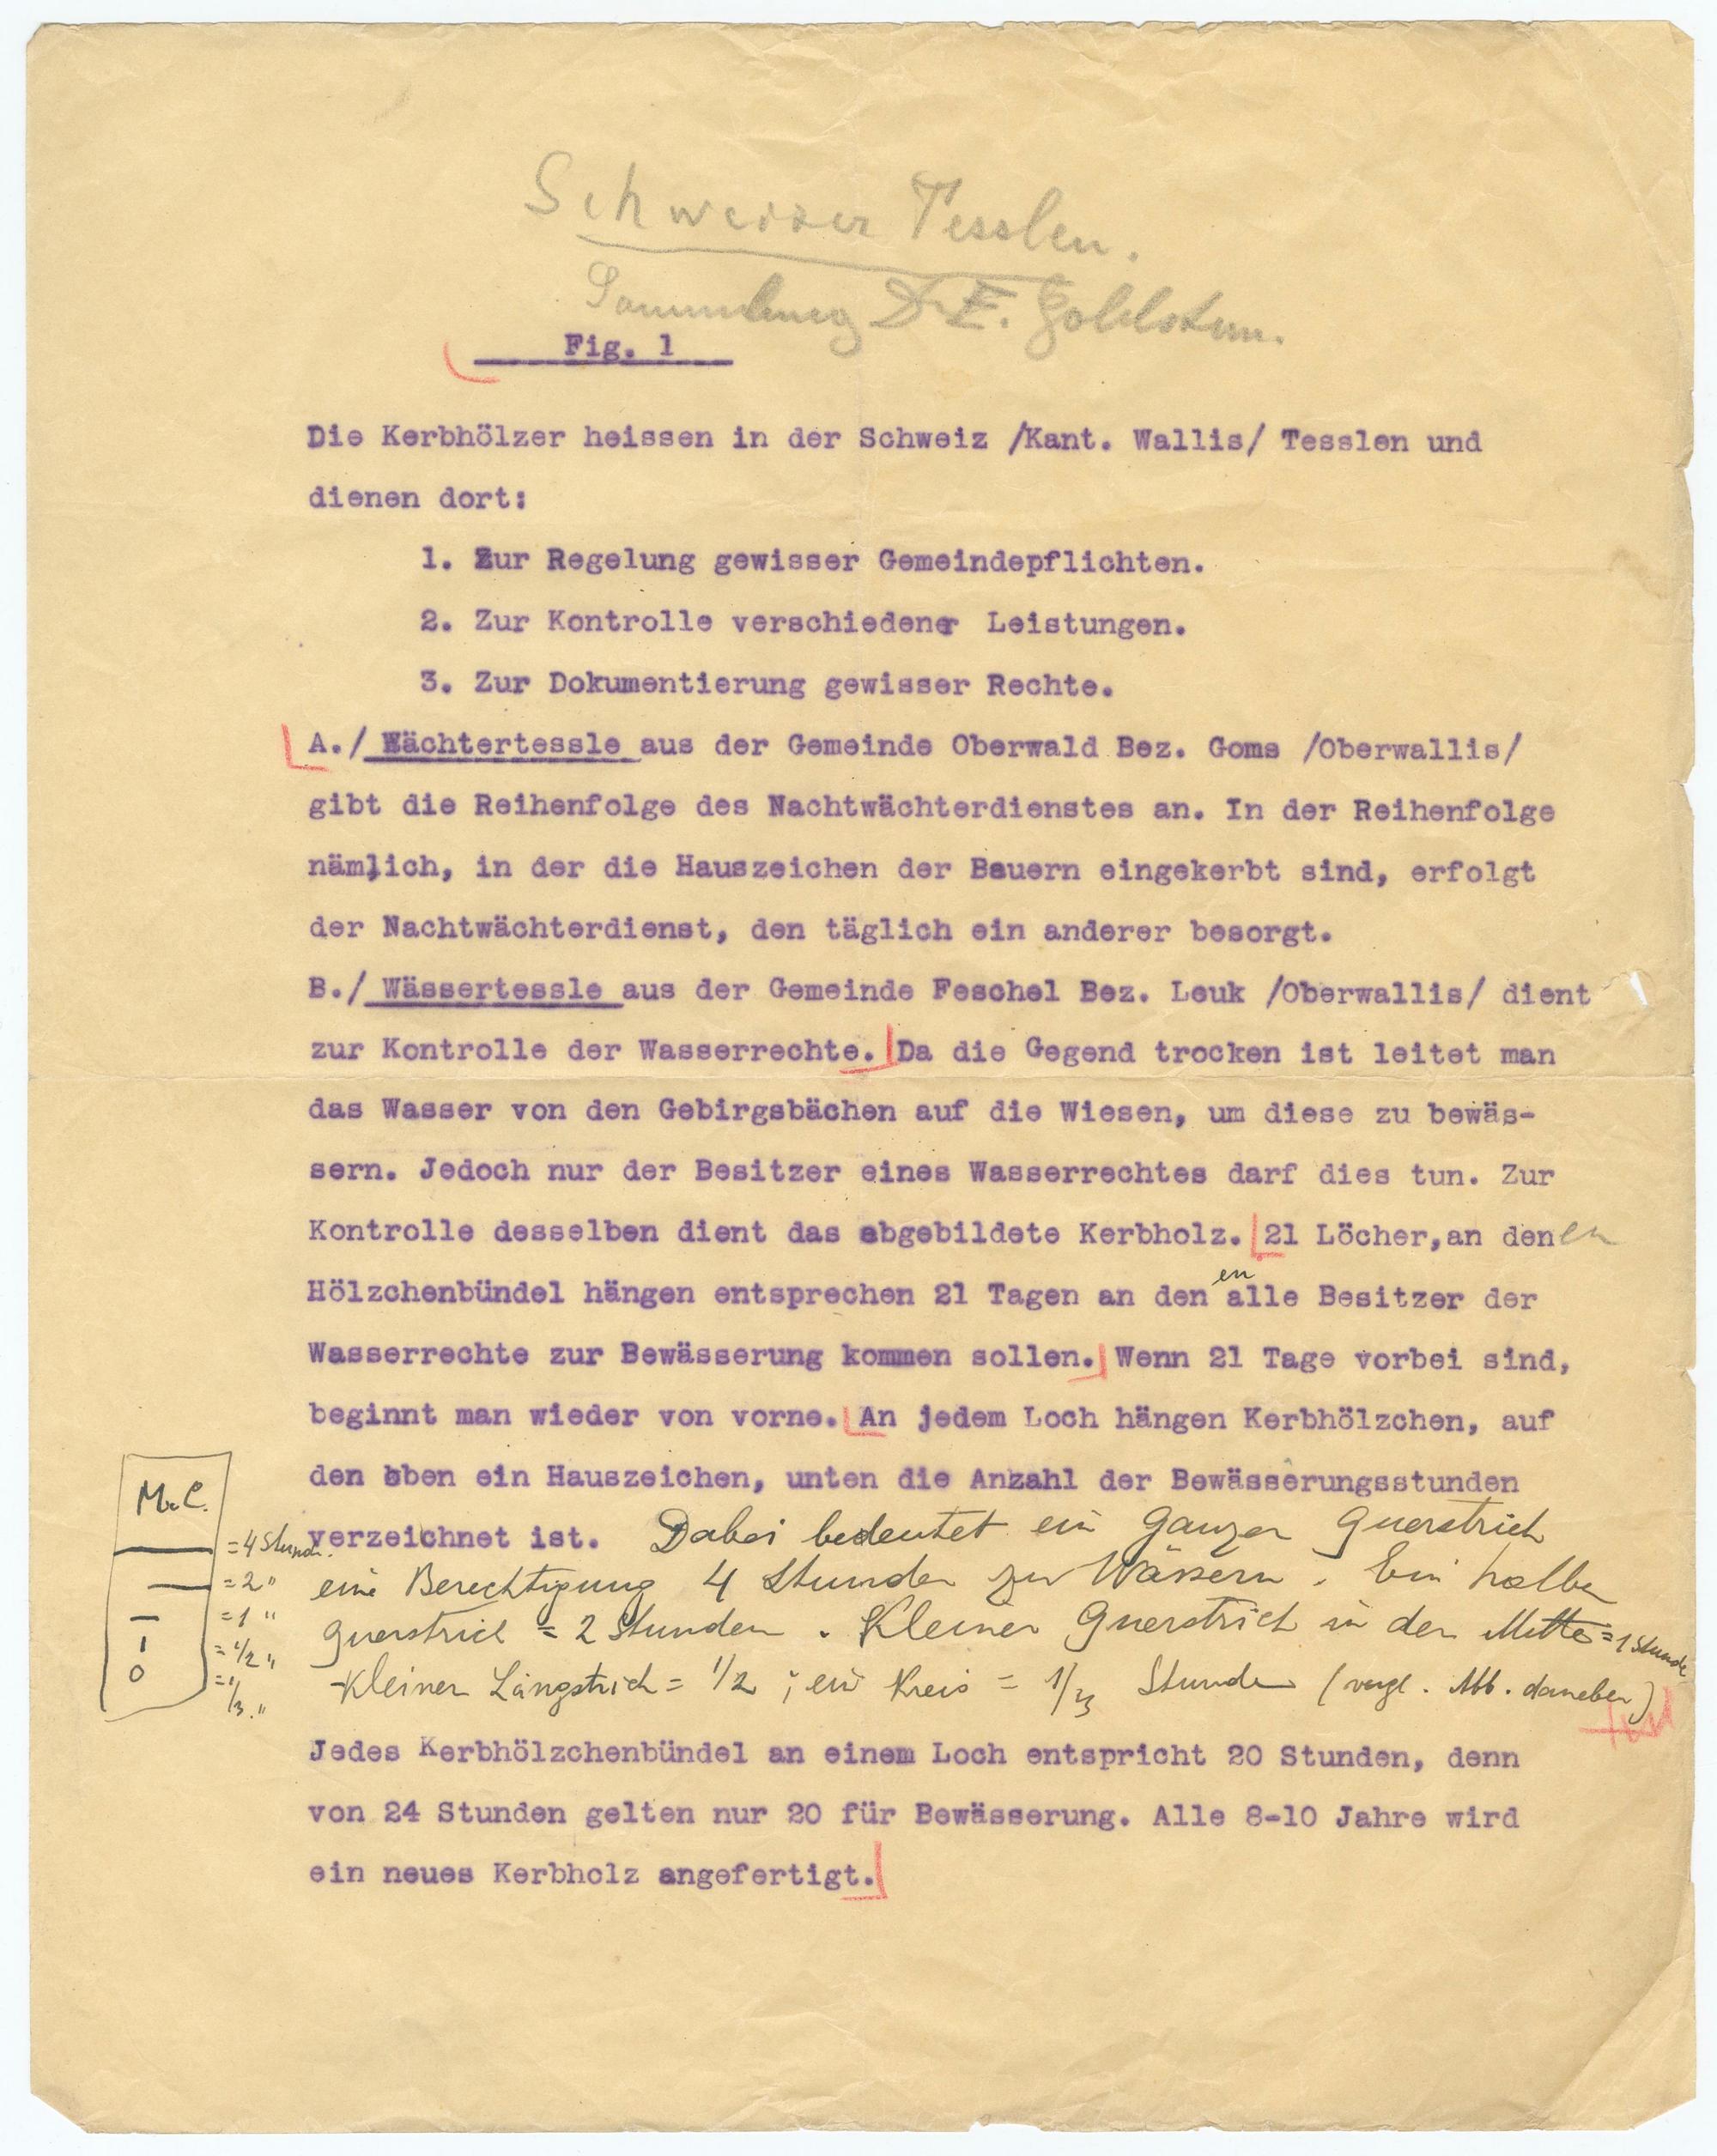 Schweizer Tesslen.
Sammlung Dr E. Goldstein.
Fig. 1
Die Kerbhölzer heissen in der Schweiz /Kant. Wallis/ Tesslen und
dienen dort:
1. Zur Regelung gewisser Gemeindepflichten.
2. Zur Kontrolle verschiedener Leistungen.
3. Zur Dokumentierung gewisser Rechte.
A./ Wächtertessle aus der Gemeinde Oberwald Bez. Goms /Oberwallis/
gibt die Reihenfolge des Nachtwächterdienstes an. In der Reihenfolge
nämlich, in der die Hauszeichen der Bauern eingekerbt sind, erfolgt
der Nachtwächterdienst, den täglich ein anderer besorgt.
B./ Wässertessle aus der Gemeinde Feschel Bez. Leuk /Oberwallis/ dient
zur Kontrolle der Wasserrechte. Da die Gegend trocken ist leitet man
das Wasser von den Gebirgsbächen auf die Wiesen, um diese zu bewäs-
sern. Jedoch nur der Besitzer eines Wasserrechtes darf dies tun. Zur
Kontrolle desselben dient das abgebildete Kerbholz. 21 Löcher, an denen
Hölzchenbündel hängen entsprechen 21 Tagen an denen alle Besitzer der
Wasserrechte zur Bewässerung kommen sollen. Wenn 21 Tage vorbei sind,
beginnt man wieder von vorne. An jedem Loch hängen Kerbhölzchen, auf
den oben ein Hauszeichen, unten die Anzahl der Bewässerungsstunden
verzeichnet ist. Dabei bedeutet ein ganzer Querstrich
eine Berechtigung 4 Stunden zu Wässern. Ein halber
Querstrich = 2 Stunden. Kleiner Querstrich in der Mitte = 1 Stunde
Kleiner Längstrich = 1/2 ; ein Kreis = 1/3 Stunde (vergl. Abb. daneben)
M.C.
= 4 Stund.
= 2 "
= 1 "
= 1/2 "
= 1/3 "
Jedes Kerbhölzchenbündel an einem Loch entspricht 20 Stunden, denn
von 24 Stunden gelten nur 20 für Bewässerung. Alle 8-10 Jahre wird
ein neues Kerbholz angefertigt.